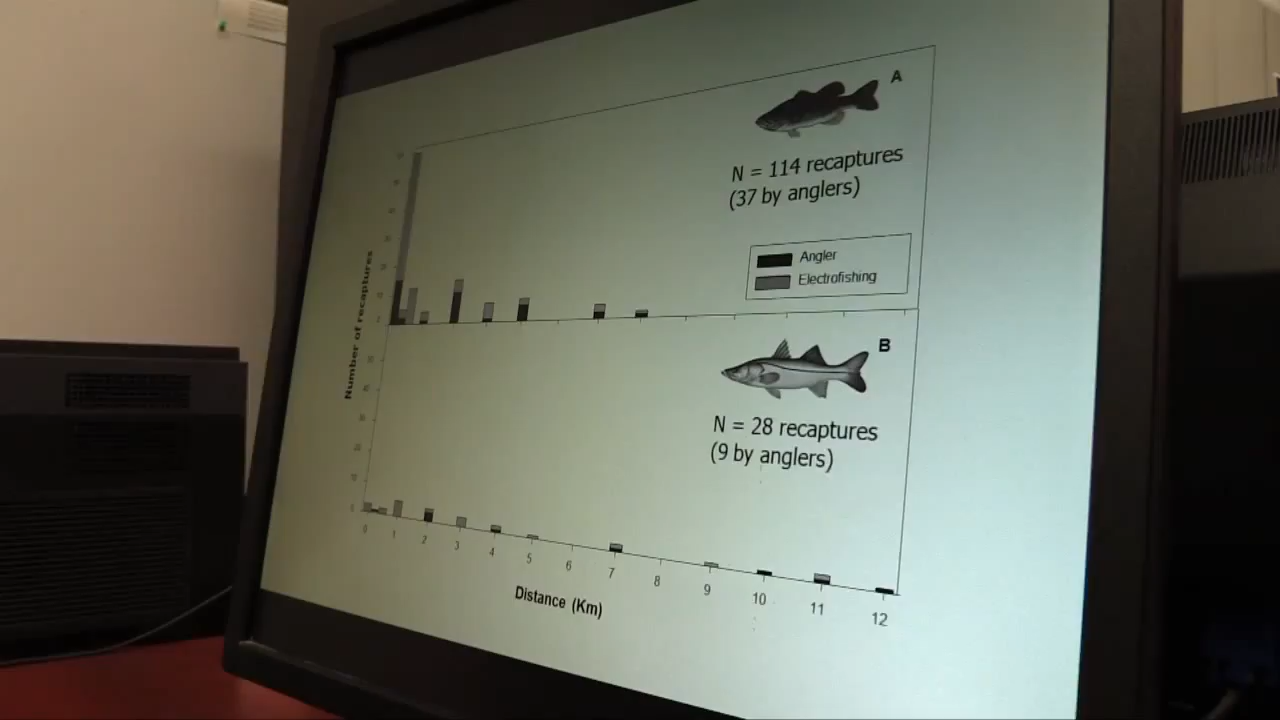 A
N = 114 recaptures
(37 by anglers)
Angler
Electrofishing
Number of recaptures
B
N = 28 recaptures
(9 by anglers)
0 1 2 3 4 5 6 7 8 9 10 11 12
Distance (Km)